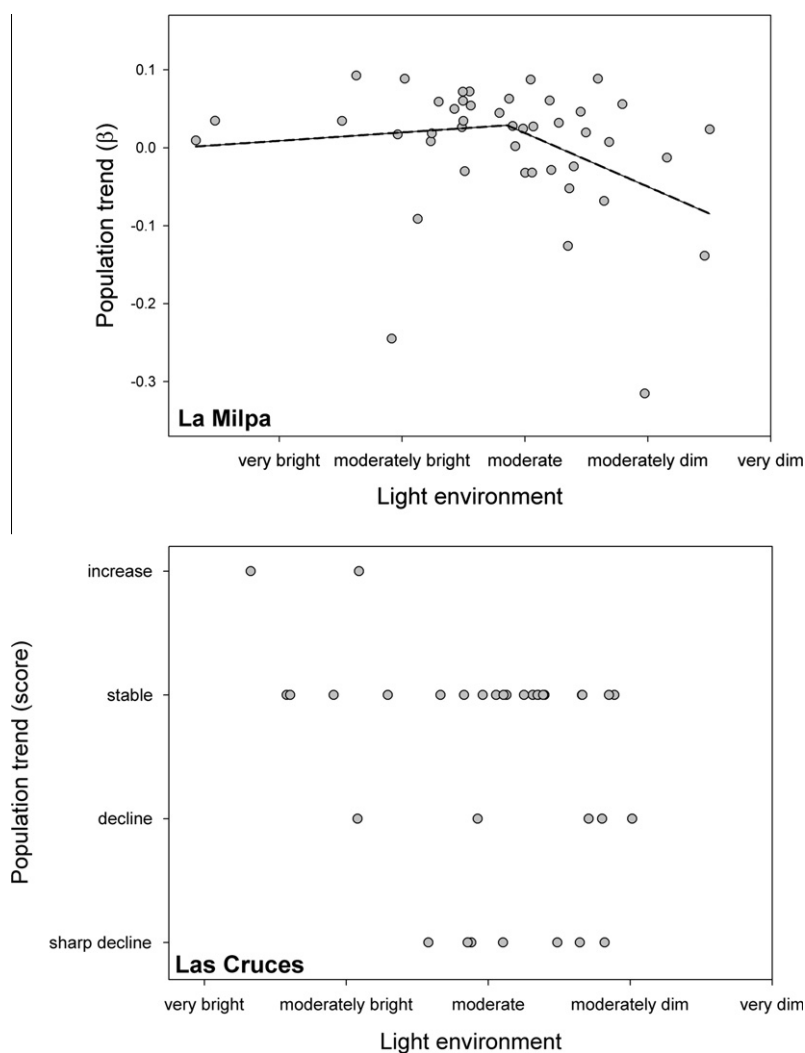 0.1
0.0
-0.1
-0.2
-0.3
Population trend (β)
La Milpa
very bright moderately bright moderate moderately dim very dim
Light environment
increase
stable
decline
sharp decline
Population trend (score)
Las Cruces
very bright moderately bright moderate moderately dim very dim
Light environment